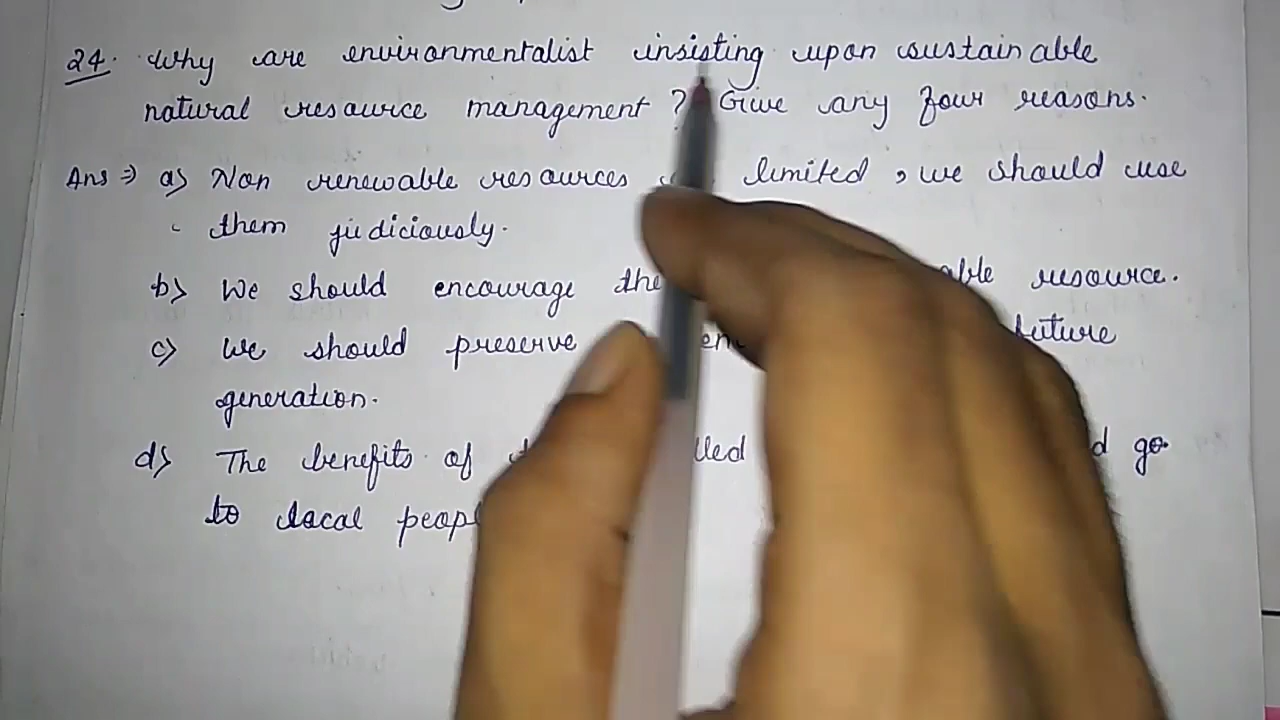 24. Why are environmentalist insisting upon sustainable
natural resource management? Give any four reasons.
Ans ⇒ a) Non renewable resources limited, we should use
them judiciously.
b) We should encourage the resource.
c) We should preserve future
generation.
d) The benefits of go
to local